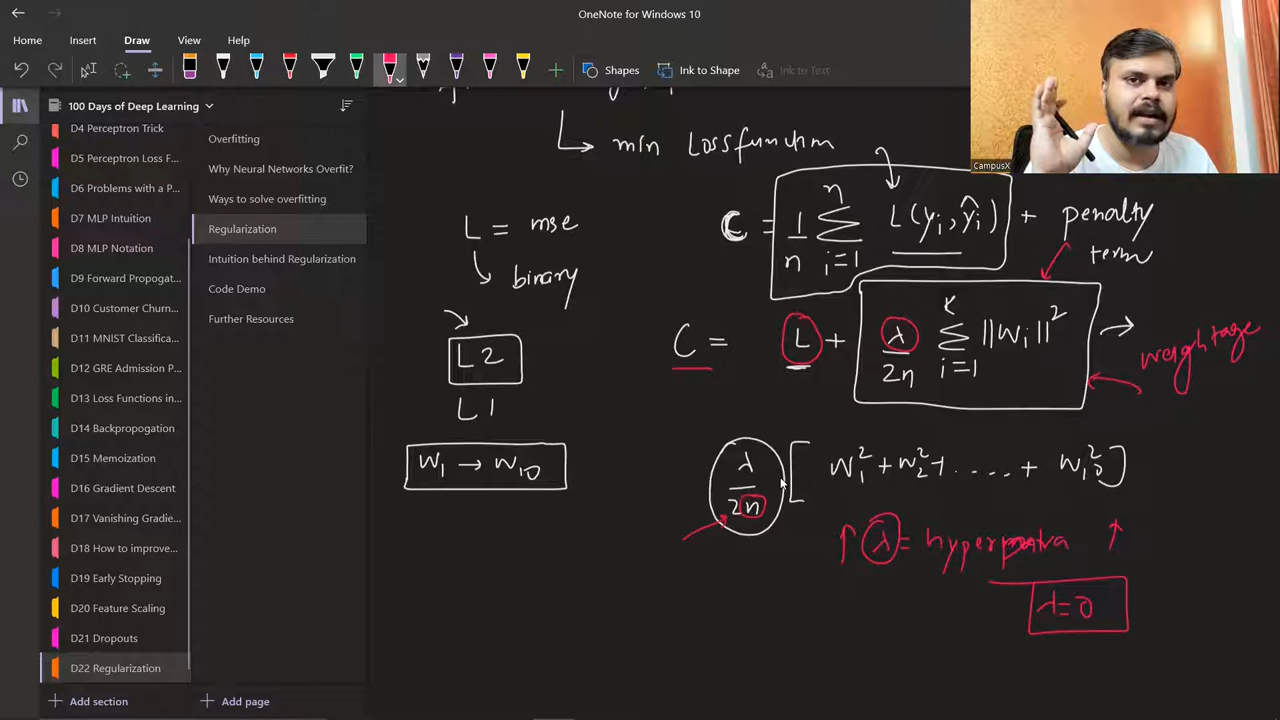 OneNote for Windows 10
Home Insert Draw View Help
Shapes Ink to Shape Ink to Text
100 Days of Deep Learning
D4 Perceptron Trick
D5 Perceptron Loss F...
D6 Problems with a P...
D7 MLP Intuition
D8 MLP Notation
D9 Forward Propogat...
D10 Customer Churn...
D11 MNIST Classifica...
D12 GRE Admission P...
D13 Loss Functions in...
D14 Backpropogation
D15 Memoization
D16 Gradient Descent
D17 Vanishing Gradie...
D18 How to improve...
D19 Early Stopping
D20 Feature Scaling
D21 Dropouts
D22 Regularization
Add section
Overfitting
Why Neural Networks Overfit?
Ways to solve overfitting
Regularization
Intuition behind Regularization
Code Demo
Further Resources
Add page
CampusX
→ min Loss function
L = mse
binary
L2
L1
W₁ → W₁₀
C = 1/n Σ i=1 n L(yᵢ, ŷᵢ) + penalty term
C = L + λ/2n Σ i=1 k ||Wᵢ||² →
weightage
λ/2n [W₁² + W₂² + ..... + W₁₀²]
↑ λ = ↑
λ=0